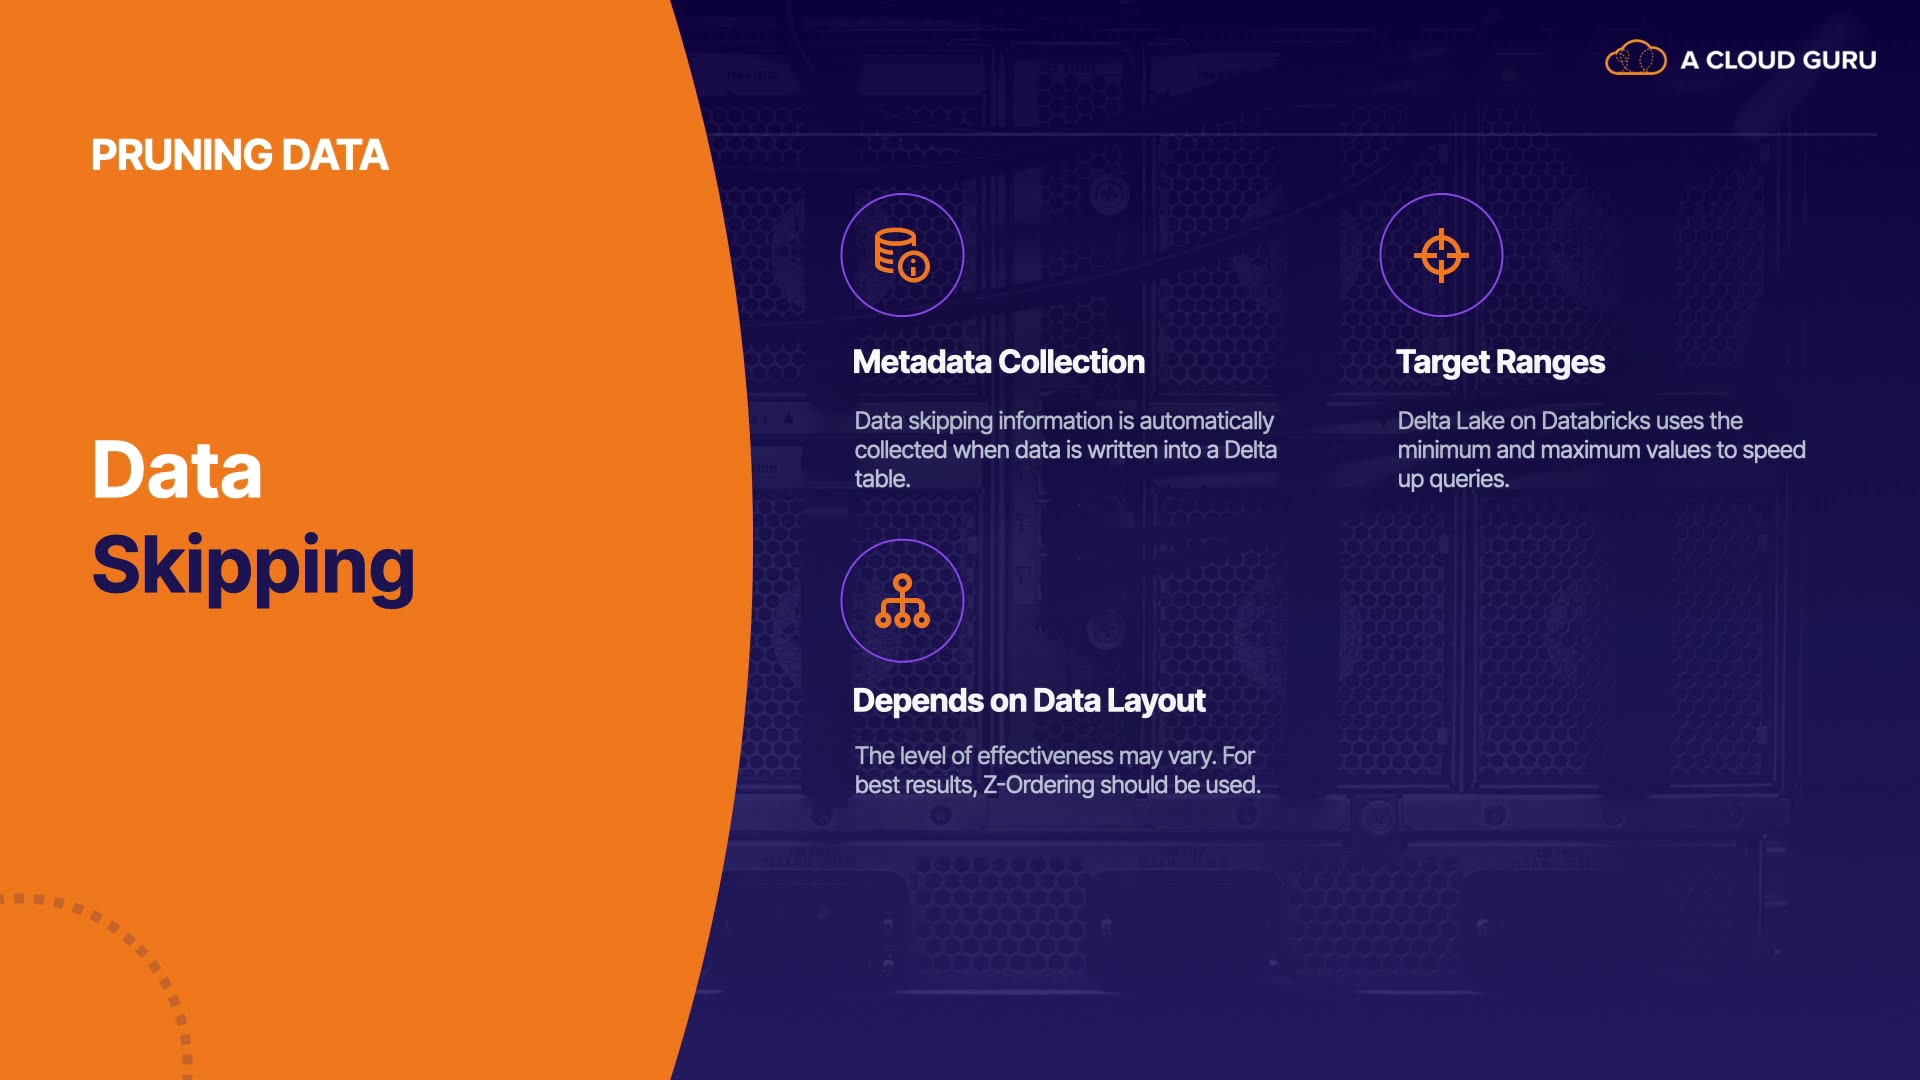 A CLOUD GURU
PRUNING DATA
Data
Skipping
Metadata Collection
Data skipping information is automatically
collected when data is written into a Delta
table.
Target Ranges
Delta Lake on Databricks uses the
minimum and maximum values to speed
up queries.
Depends on Data Layout
The level of effectiveness may vary. For
best results, Z-Ordering should be used.